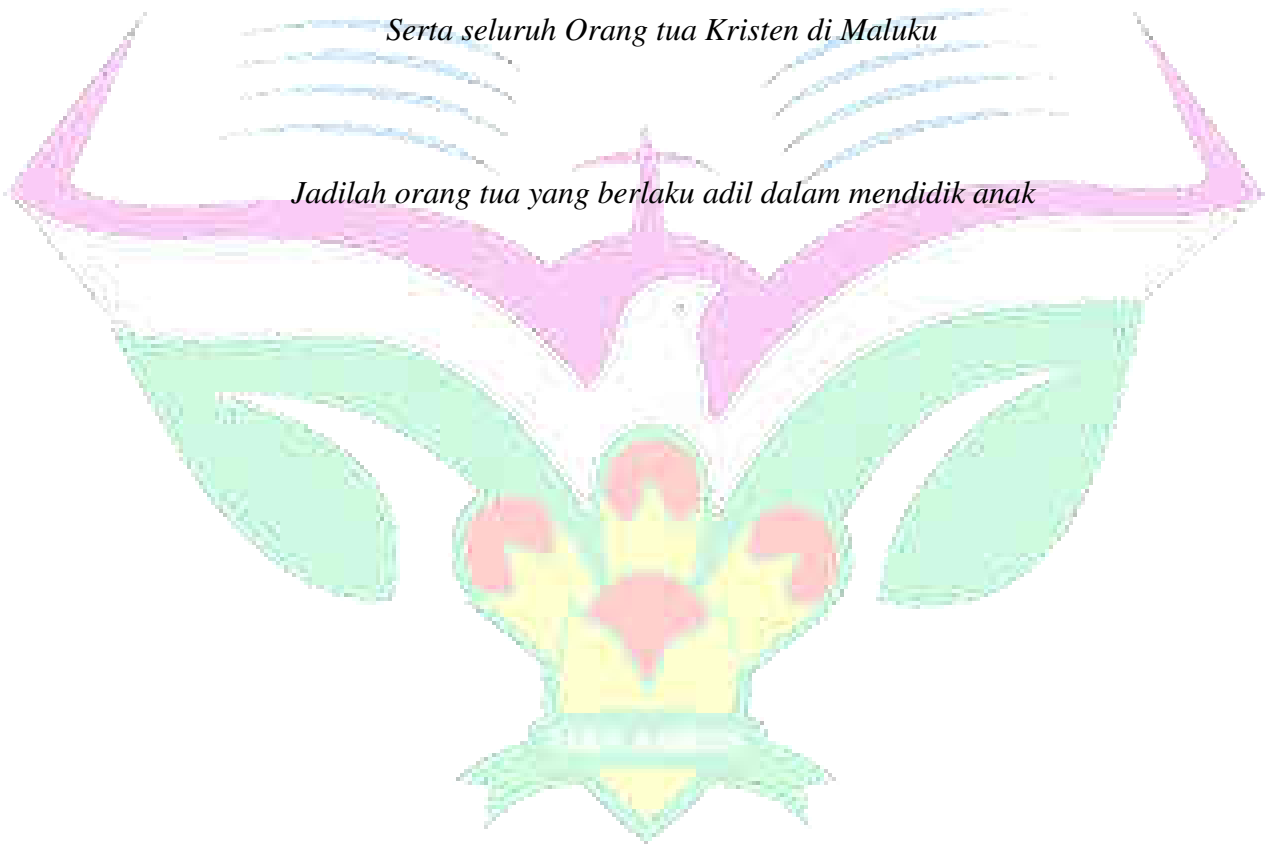 Serta seluruh Orang tua Kristen di Maluku
Jadilah orang tua yang berlaku adil dalam mendidik anak